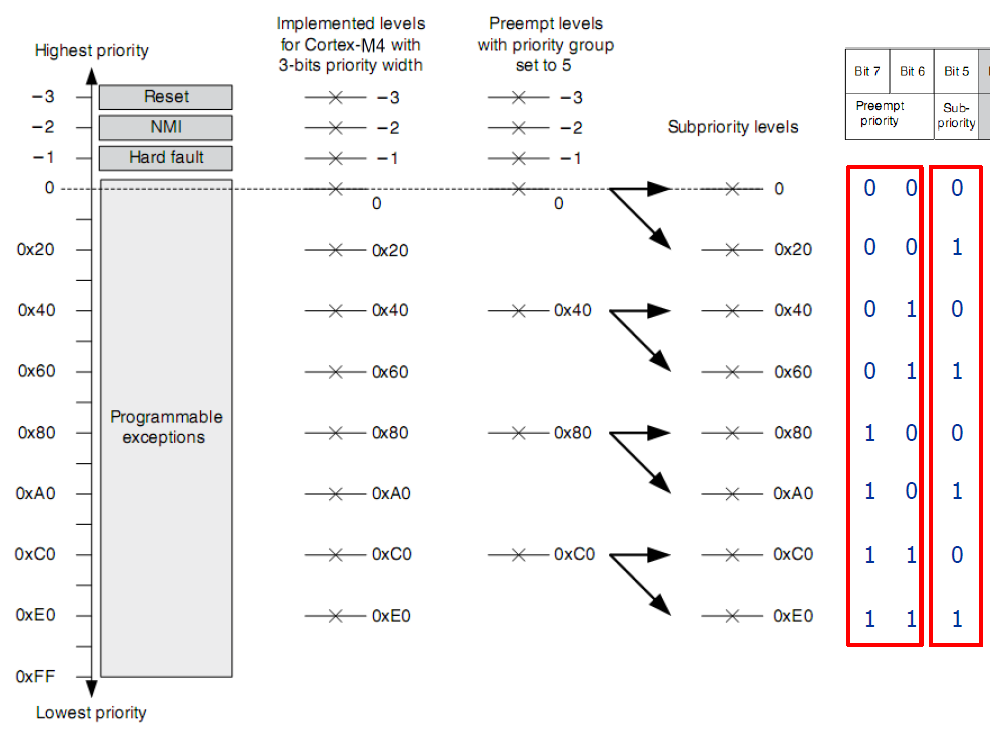 Implemented levels
for Cortex-M4 with
3-bits priority width
Preempt levels
with priority group
set to 5
Highest priority
Subpriority levels
Bit 7 Bit 6 Bit 5
Preempt
priority
Sub-
priority
−3 Reset −3 −3
−2 NMI −2 −2
−1 Hard fault −1 −1
0 0 0 0 0 0 0
0x20 0x20 0x20 0 0 1
0x40 0x40 0x40 0x40 0 1 0
0x60 0x60 0x60 0 1 1
Programmable
exceptions
0x80 0x80 0x80 0x80 1 0 0
0xA0 0xA0 0xA0 1 0 1
0xC0 0xC0 0xC0 0xC0 1 1 0
0xE0 0xE0 0xE0 1 1 1
0xFF
Lowest priority